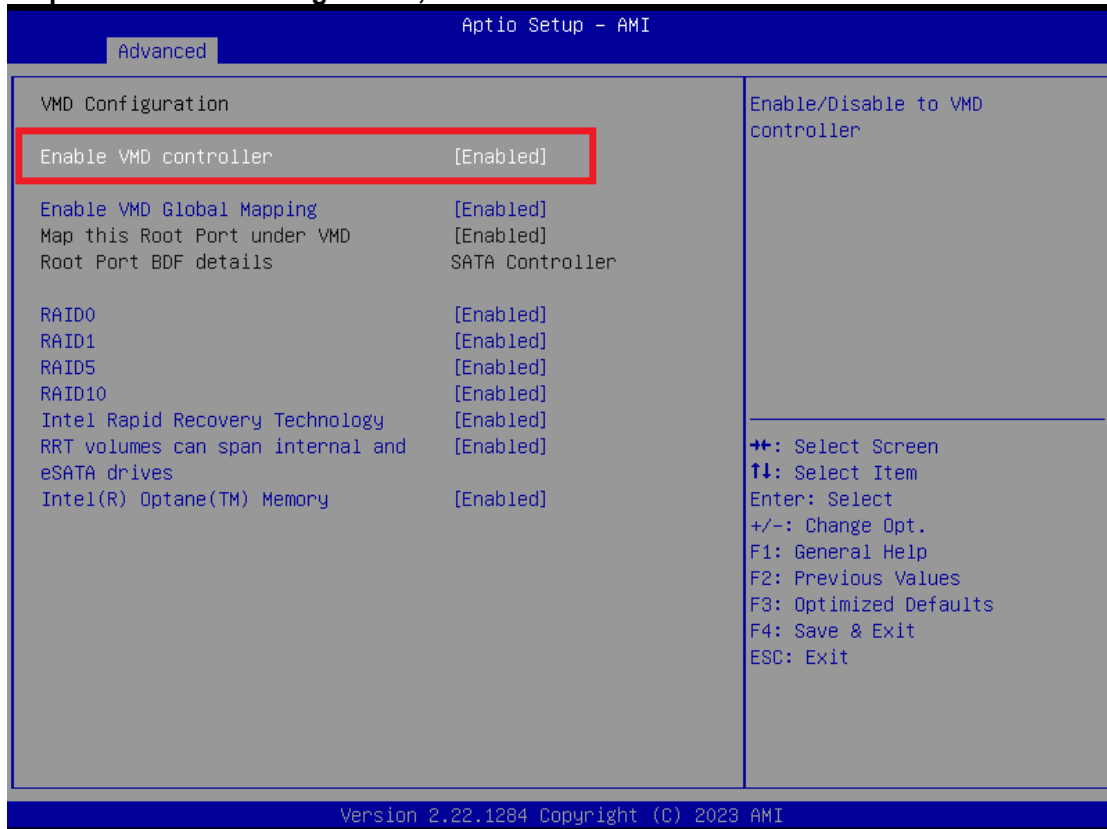 Aptio Setup – AMI
Advanced
VMD Configuration
Enable VMD controller [Enabled]
Enable VMD Global Mapping [Enabled]
Map this Root Port under VMD [Enabled]
Root Port BDF details SATA Controller
RAID0 [Enabled]
RAID1 [Enabled]
RAID5 [Enabled]
RAID10 [Enabled]
Intel Rapid Recovery Technology [Enabled]
RRT volumes can span internal and [Enabled]
eSATA drives
Intel(R) Optane(TM) Memory [Enabled]
Enable/Disable to VMD
controller
→←: Select Screen
↑↓: Select Item
Enter: Select
+/-: Change Opt.
F1: General Help
F2: Previous Values
F3: Optimized Defaults
F4: Save & Exit
ESC: Exit
Version 2.22.1284 Copyright (C) 2023 AMI